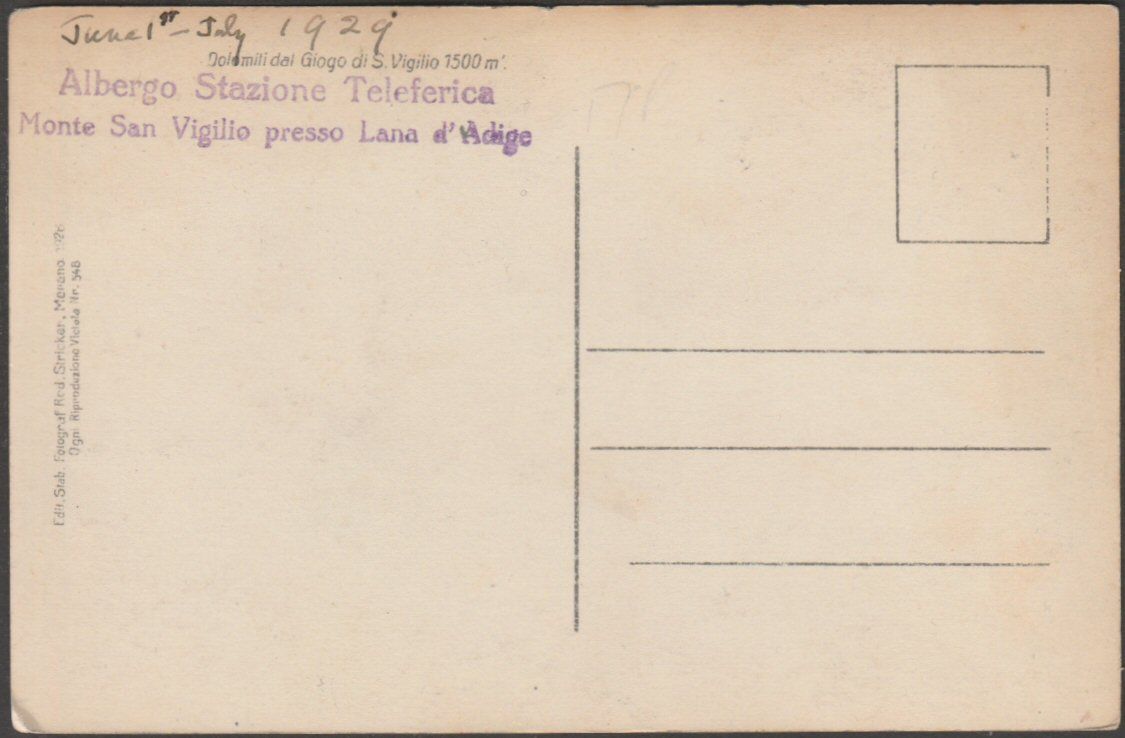 June 1st - July 1929
Dolomiti dal Giogo di S. Vigilio 1500 m'.
Albergo Stazione Teleferica
Monte San Vigilio presso Lana d'Adige
Edit. Stab. Fotograf Red. Stricker, Merano 1926
Ogni Riproduzione Vietata Nr. 548